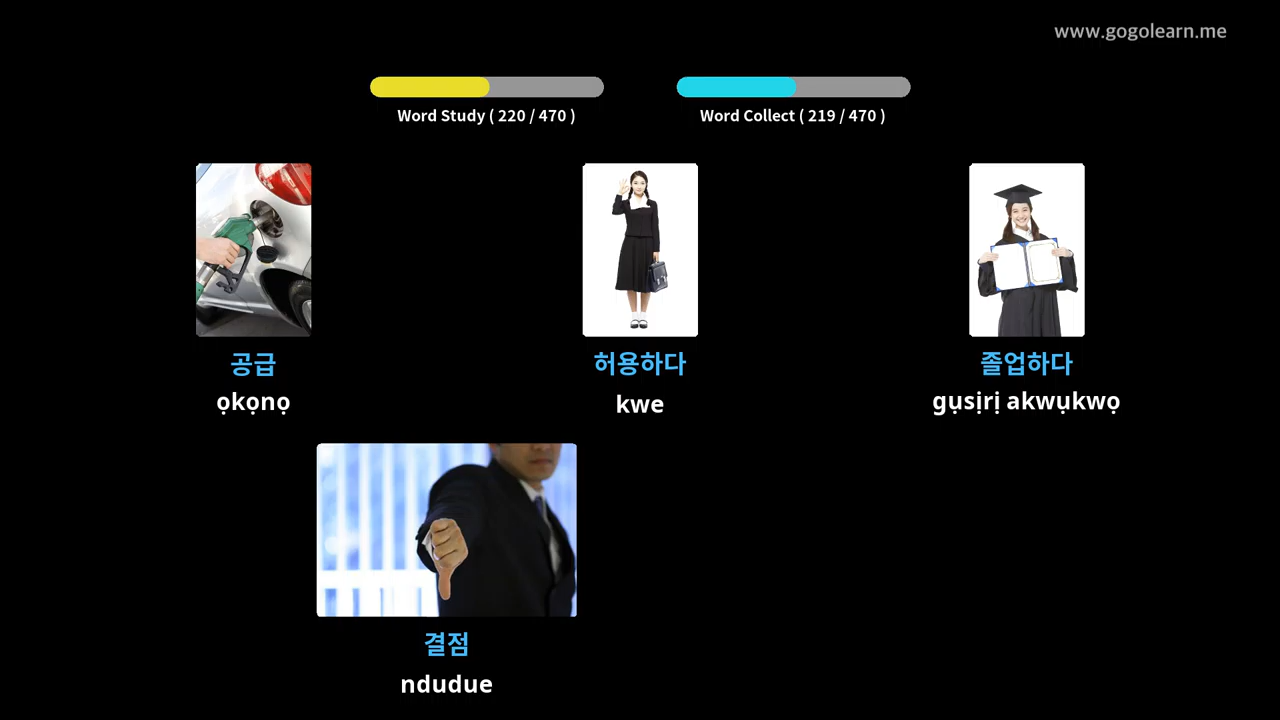 www.gogolearn.me
Word Study ( 220 / 470 )
Word Collect ( 219 / 470 )
공급
ọkọnọ
허용하다
kwe
졸업하다
gụsịrị akwụkwọ
결점
ndudue